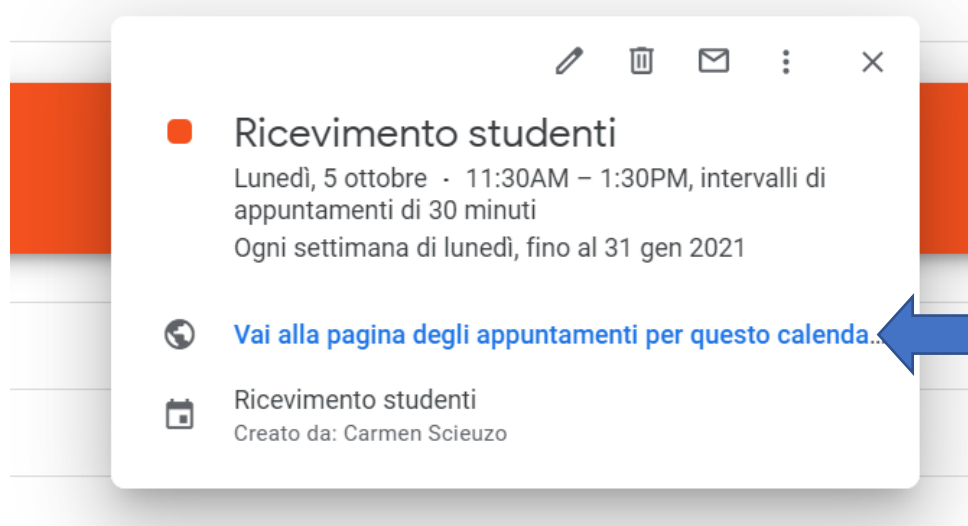 Ricevimento studenti
Lunedì, 5 ottobre · 11:30AM – 1:30PM, intervalli di
appuntamenti di 30 minuti
Ogni settimana di lunedì, fino al 31 gen 2021
Vai alla pagina degli appuntamenti per questo calenda...
Ricevimento studenti
Creato da: Carmen Scieuzo